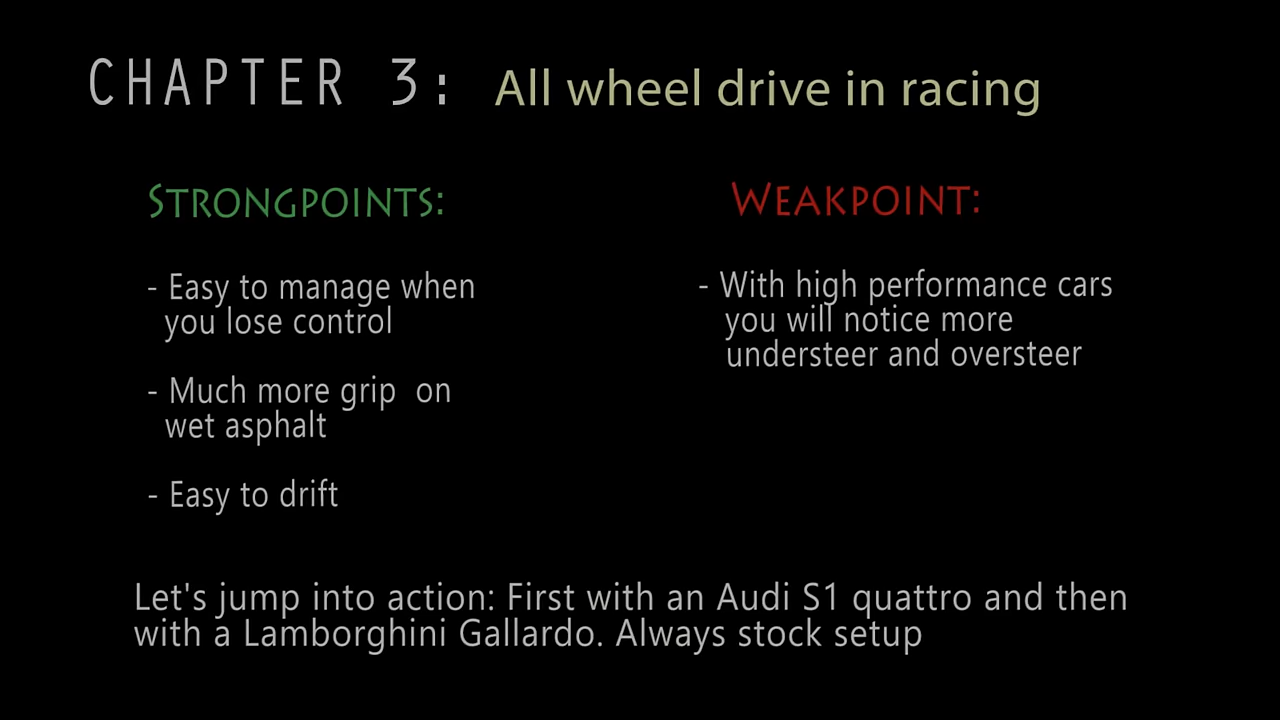 CHAPTER 3: All wheel drive in racing
STRONGPOINTS:
- Easy to manage when
you lose control
- Much more grip  on
wet asphalt
- Easy to drift
WEAKPOINT:
- With high performance cars
you will notice more
understeer and oversteer
Let's jump into action: First with an Audi S1 quattro and then
with a Lamborghini Gallardo. Always stock setup